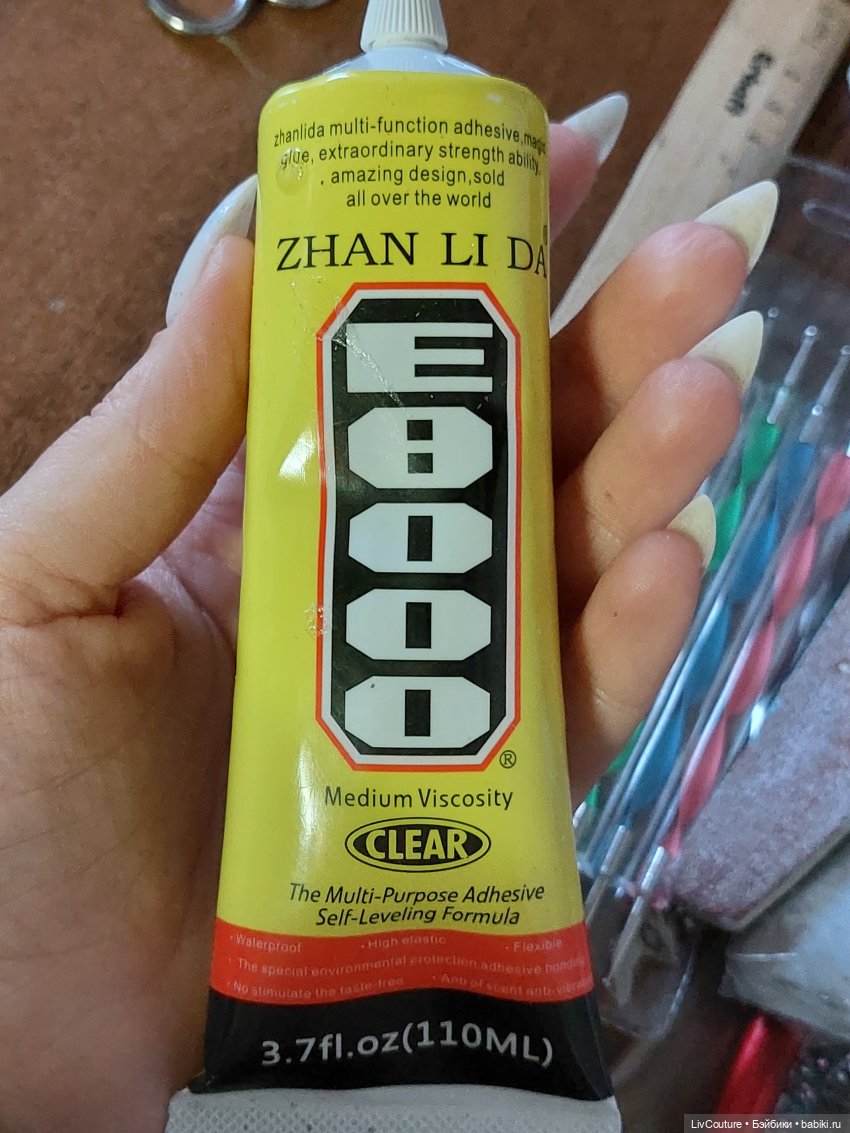 zhanlida multi-function adhesive,magic
glue, extraordinary strength ability,
. amazing design,sold
all over the world
ZHAN LI DA
E8000
®
Medium Viscosity
CLEAR
The Multi-Purpose Adhesive
Self-Leveling Formula
· Waterproof · High elastic · Flexible
· The special environmental protection adhesive bonding
· No stimulate the taste-free · Anti of scent anti-vibra
3.7fl.oz(110ML)
LivCouture • Бэйбики • babiki.ru